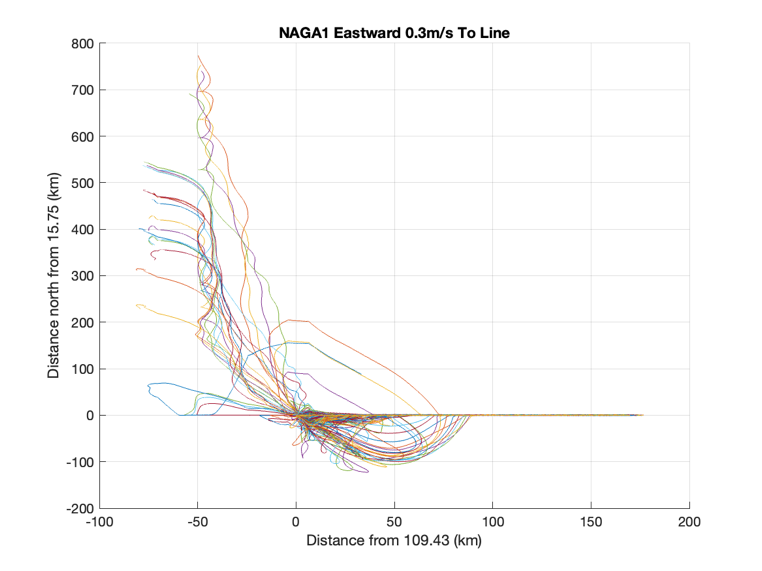 NAGA1 Eastward 0.3m/s To Line
800
700
600
500
400
300
200
100
0
-100
-200
Distance north from 15.75 (km)
-100 -50 0 50 100 150 200
Distance from 109.43 (km)